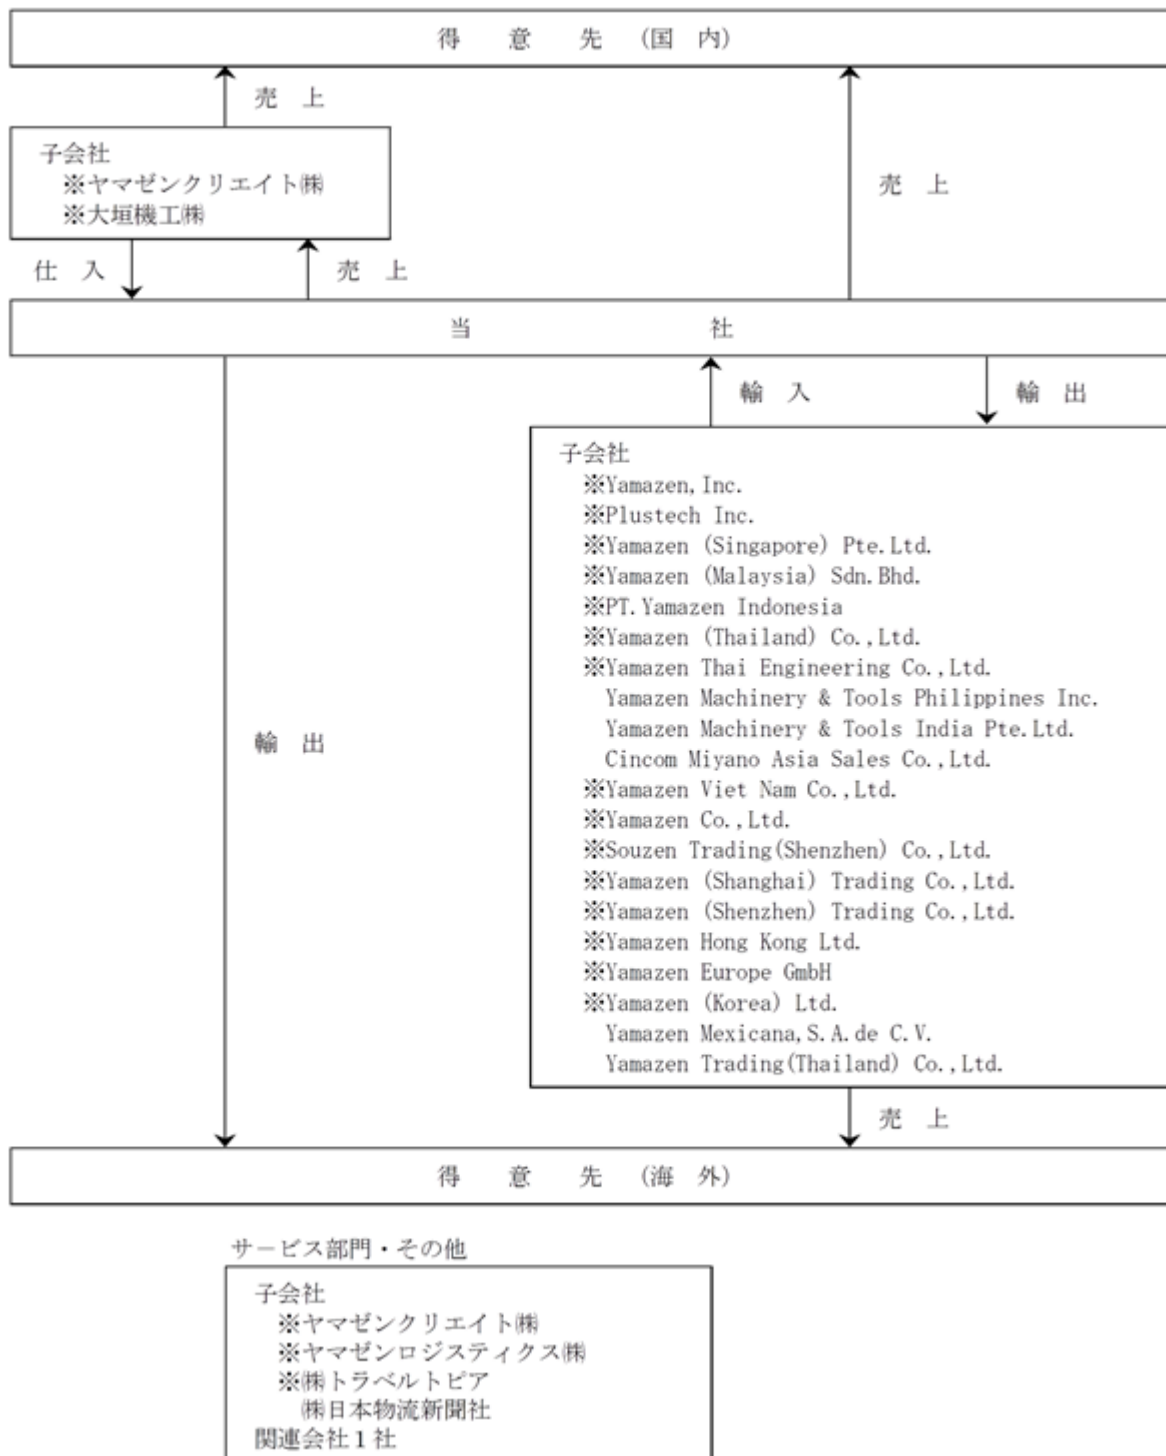 得　意　先　(国　内)
売　上
子会社
※ヤマゼンクリエイト㈱
※大垣機工㈱
売　上
仕　入
売　上
当　　　社
輸　入
輸　出
子会社
※Yamazen,Inc.
※Plustech Inc.
※Yamazen (Singapore) Pte.Ltd.
※Yamazen (Malaysia) Sdn.Bhd.
※PT.Yamazen Indonesia
※Yamazen (Thailand) Co.,Ltd.
※Yamazen Thai Engineering Co.,Ltd.
Yamazen Machinery & Tools Philippines Inc.
Yamazen Machinery & Tools India Pte.Ltd.
Cincom Miyano Asia Sales Co.,Ltd.
※Yamazen Viet Nam Co.,Ltd.
※Yamazen Co.,Ltd.
※Souzen Trading(Shenzhen) Co.,Ltd.
※Yamazen (Shanghai) Trading Co.,Ltd.
※Yamazen (Shenzhen) Trading Co.,Ltd.
※Yamazen Hong Kong Ltd.
※Yamazen Europe GmbH
※Yamazen (Korea) Ltd.
Yamazen Mexicana,S.A.de C.V.
Yamazen Trading(Thailand) Co.,Ltd.
輸　出
売　上
得　意　先　(海　外)
サービス部門・その他
子会社
※ヤマゼンクリエイト㈱
※ヤマゼンロジスティクス㈱
※㈱トラベルトピア
㈱日本物流新聞社
関連会社１社